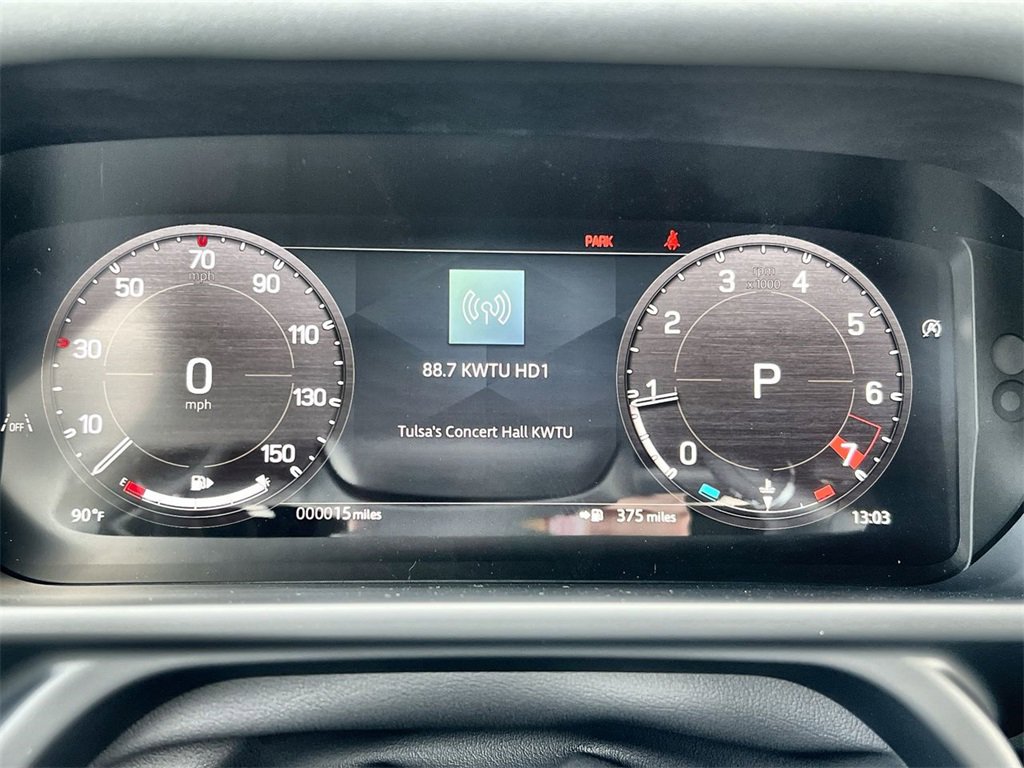 70
mph
50
90
30
110
0
mph
10
130
150
E
F
OFF
90°F
000015 miles
PARK
88.7 KWTU HD1
Tulsa's Concert Hall KWTU
375 miles
3
rpm
x1000
4
2
5
1
P
6
0
7
13:03